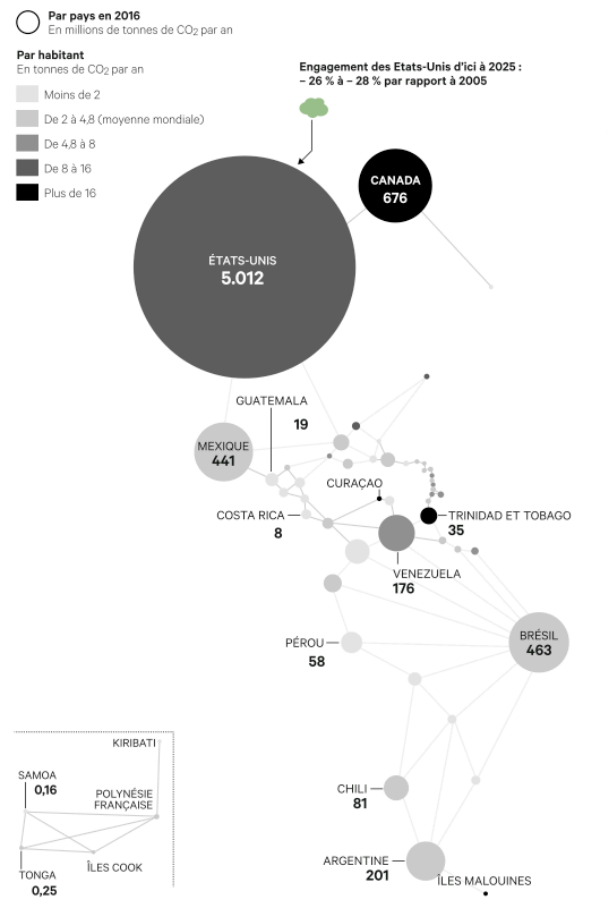 Par pays en 2016
En millions de tonnes de CO2 par an
Par habitant
En tonnes de CO2 par an
Moins de 2
De 2 à 4,8 (moyenne mondiale)
De 4,8 à 8
De 8 à 16
Plus de 16
Engagement des Etats-Unis d'ici à 2025 :
– 26 % à – 28 % par rapport à 2005
CANADA
676
ÉTATS-UNIS
5.012
GUATEMALA
19
MEXIQUE
441
CURAÇAO
COSTA RICA
8
TRINIDAD ET TOBAGO
35
VENEZUELA
176
BRÉSIL
463
PÉROU
58
KIRIBATI
SAMOA
0,16
POLYNÉSIE
FRANÇAISE
CHILI
81
ÎLES COOK
TONGA
0,25
ARGENTINE
201
ÎLES MALOUINES